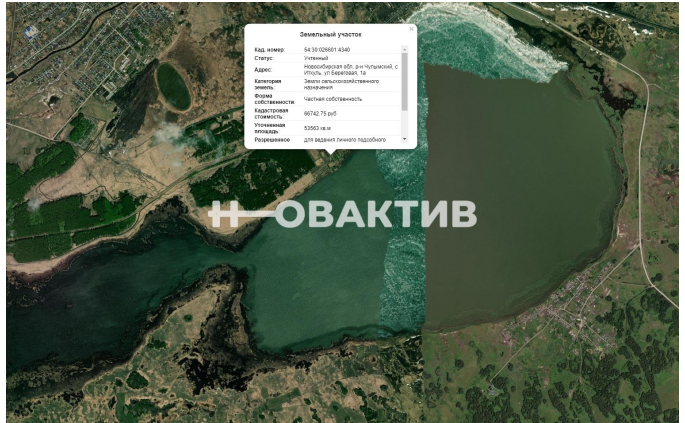 Земельный участок
Кад. номер: 54:30:026601:4340
Статус: Учтенный
Адрес: Новосибирская обл, р-н Чулымский, с
Иткуль, ул Береговая, 1а
Категория земель: Земли сельскохозяйственного
назначения
Форма собственности: Частная собственность
Кадастровая стоимость: 66742,75 руб
Уточненная площадь: 53563 кв.м
Разрешенное для ведения личного подсобного
НОВАКТИВ